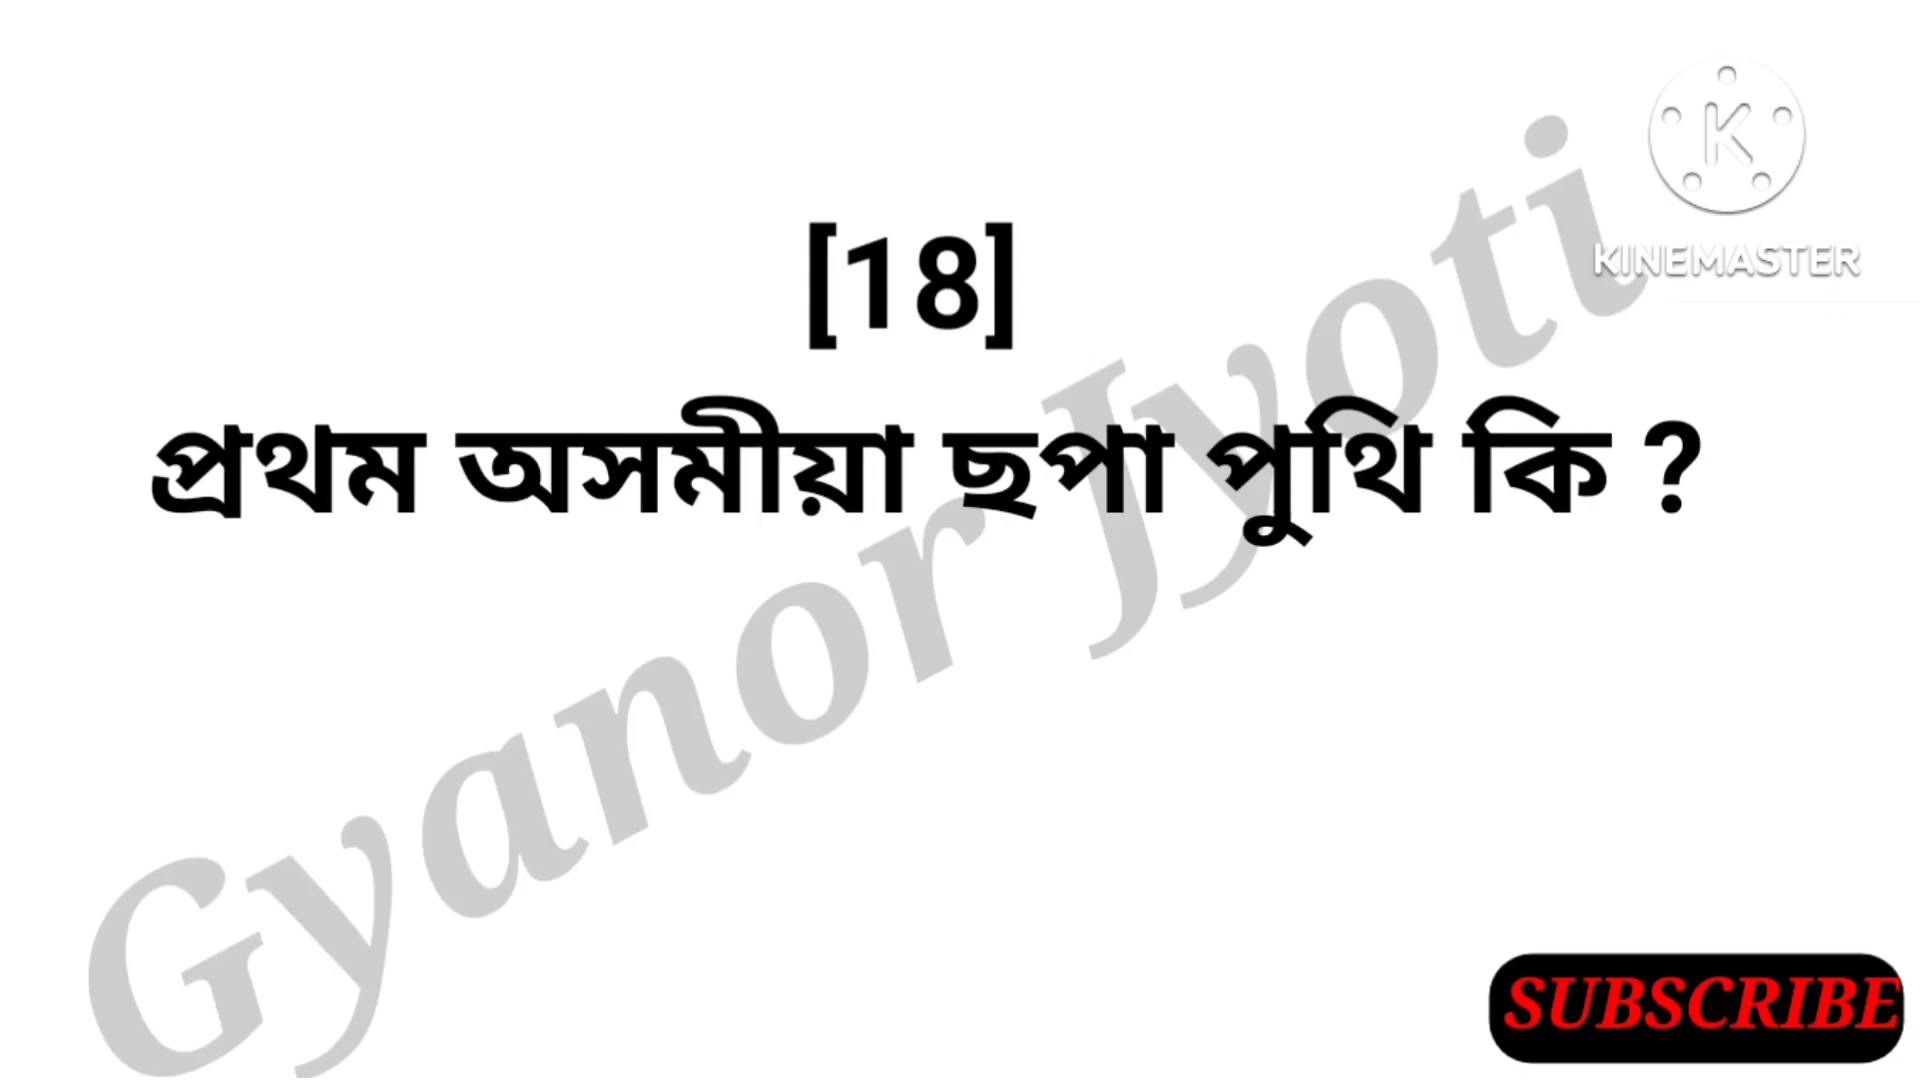 [18]
প্ৰথম অসমীয়া ছপা পুথি কি ?
Gyanor Jyoti
K
KINEMASTER
SUBSCRIBE